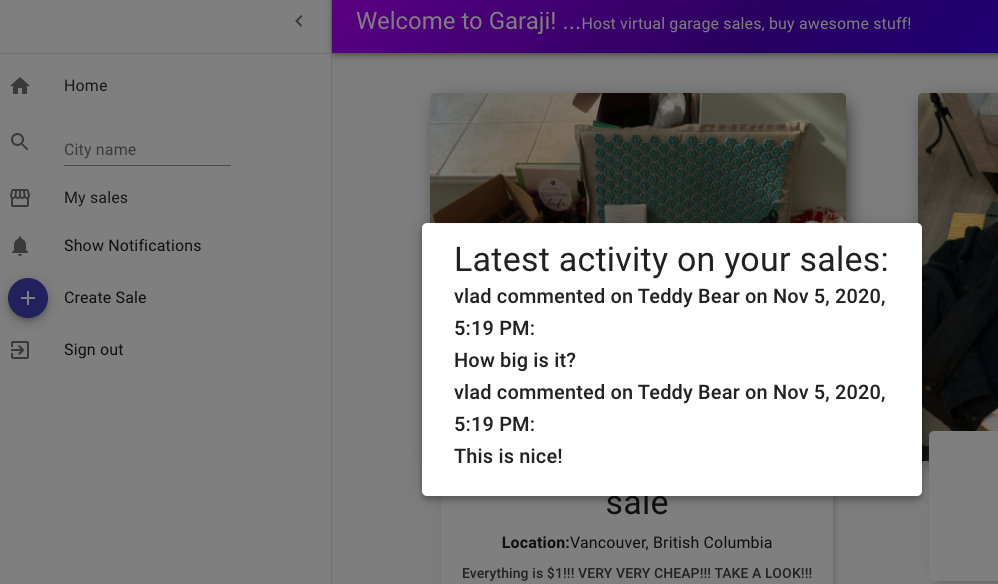 Welcome to Garaji! ...Host virtual garage sales, buy awesome stuff!
Home
City name
My sales
Show Notifications
Create Sale
Sign out
Latest activity on your sales:
vlad commented on Teddy Bear on Nov 5, 2020,
5:19 PM:
How big is it?
vlad commented on Teddy Bear on Nov 5, 2020,
5:19 PM:
This is nice!
sale
Location:Vancouver, British Columbia
Everything is $1!!! VERY VERY CHEAP!!! TAKE A LOOK!!!